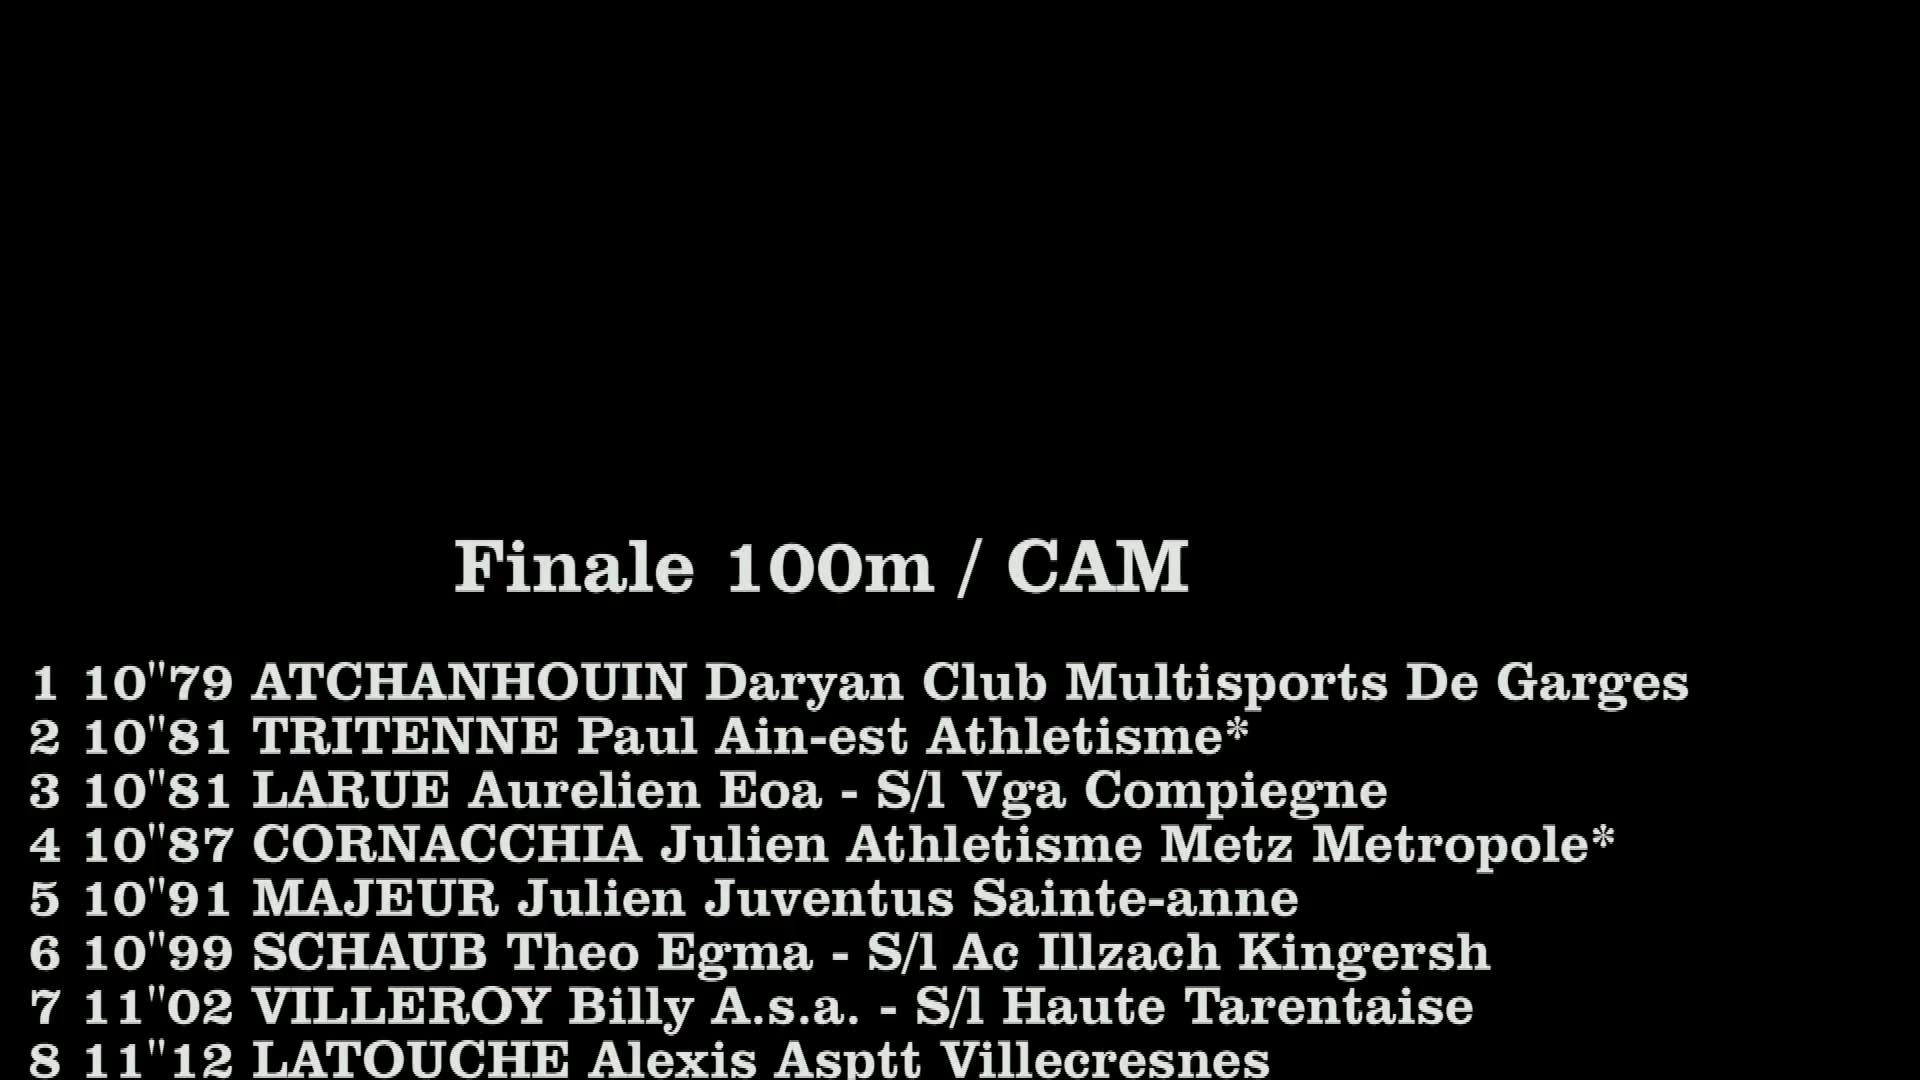 Finale 100m / CAM
1 10"79 ATCHANHOUIN Daryan Club Multisports De Garges
2 10"81 TRITENNE Paul Ain-est Athletisme*
3 10"81 LARUE Aurelien Eoa - S/l Vga Compiegne
4 10"87 CORNACCHIA Julien Athletisme Metz Metropole*
5 10"91 MAJEUR Julien Juventus Sainte-anne
6 10"99 SCHAUB Theo Egma - S/l Ac Illzach Kingersh
7 11"02 VILLEROY Billy A.s.a. - S/l Haute Tarentaise
8 11"12 LATOUCHE Alexis Asptt Villecresnes